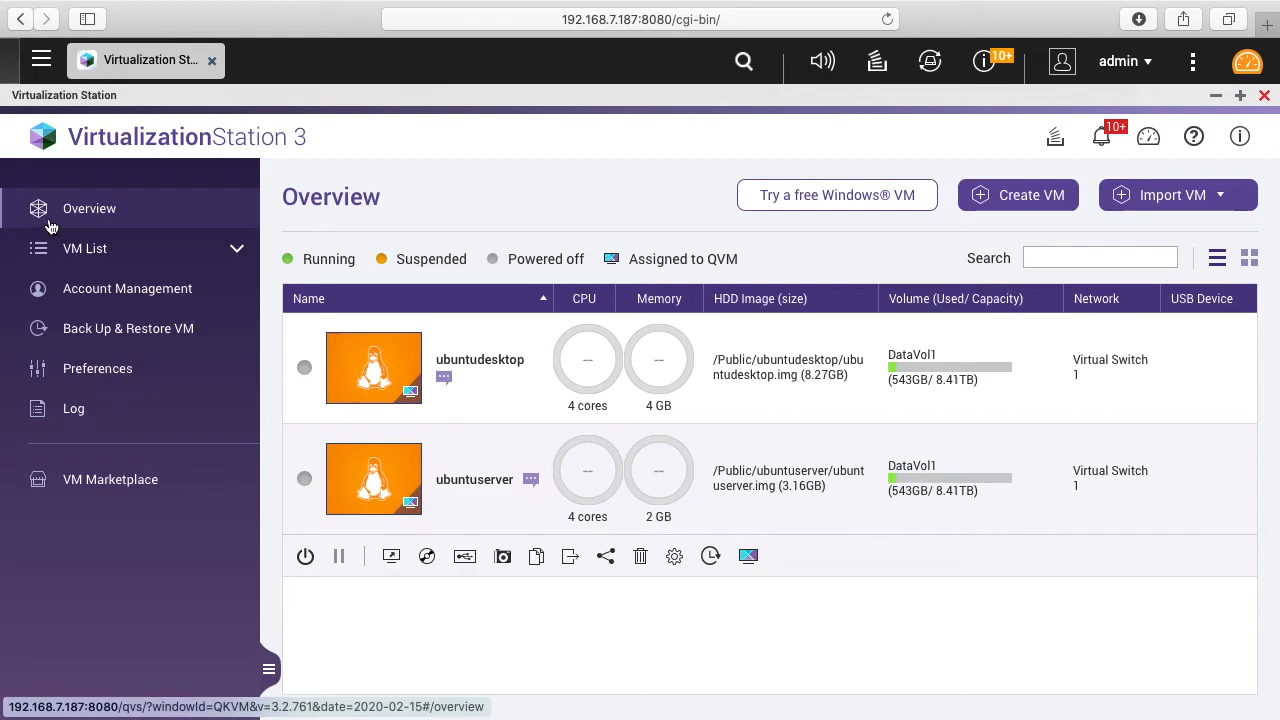 192.168.7.187:8080/cgi-bin/
Virtualization St...
10+
admin
Virtualization Station
VirtualizationStation 3
10+
Overview
VM List
Account Management
Back Up & Restore VM
Preferences
Log
VM Marketplace
Overview
Try a free Windows® VM
Create VM
Import VM
Running
Suspended
Powered off
Assigned to QVM
Search
Name
CPU
Memory
HDD Image (size)
Volume (Used/ Capacity)
Network
USB Device
ubuntudesktop
--
4 cores
--
4 GB
/Public/ubuntudesktop/ubu
ntudesktop.img (8.27GB)
DataVol1
(543GB/ 8.41TB)
Virtual Switch
1
ubuntuserver
--
4 cores
--
2 GB
/Public/ubuntuserver/ubunt
userver.img (3.16GB)
DataVol1
(543GB/ 8.41TB)
Virtual Switch
1
192.168.7.187:8080/qvs/?windowId=QKVM&v=3.2.761&date=2020-02-15#/overview